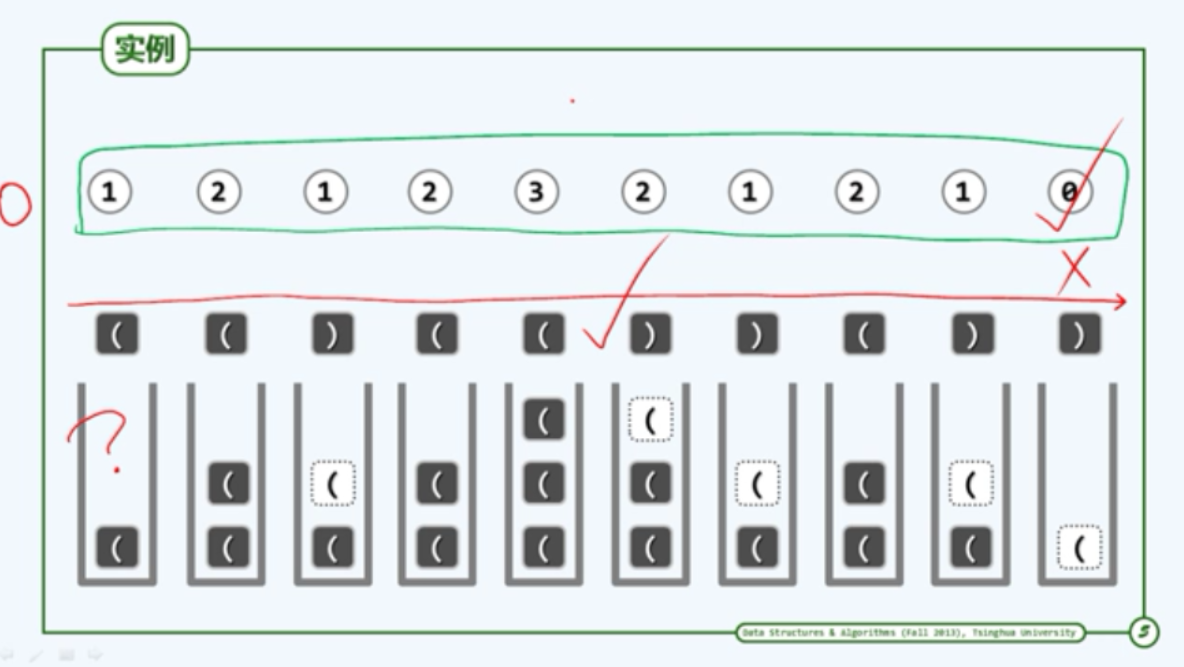 实例
0 1 2 1 2 3 2 1 2 1 0
X
( ( ) ( ( ) ) ( ) )
? ( (
( ( ( ( ( ( ( (
( ( ( ( ( ( ( ( ( (
Data Structures & Algorithms (Fall 2013), Tsinghua University 5